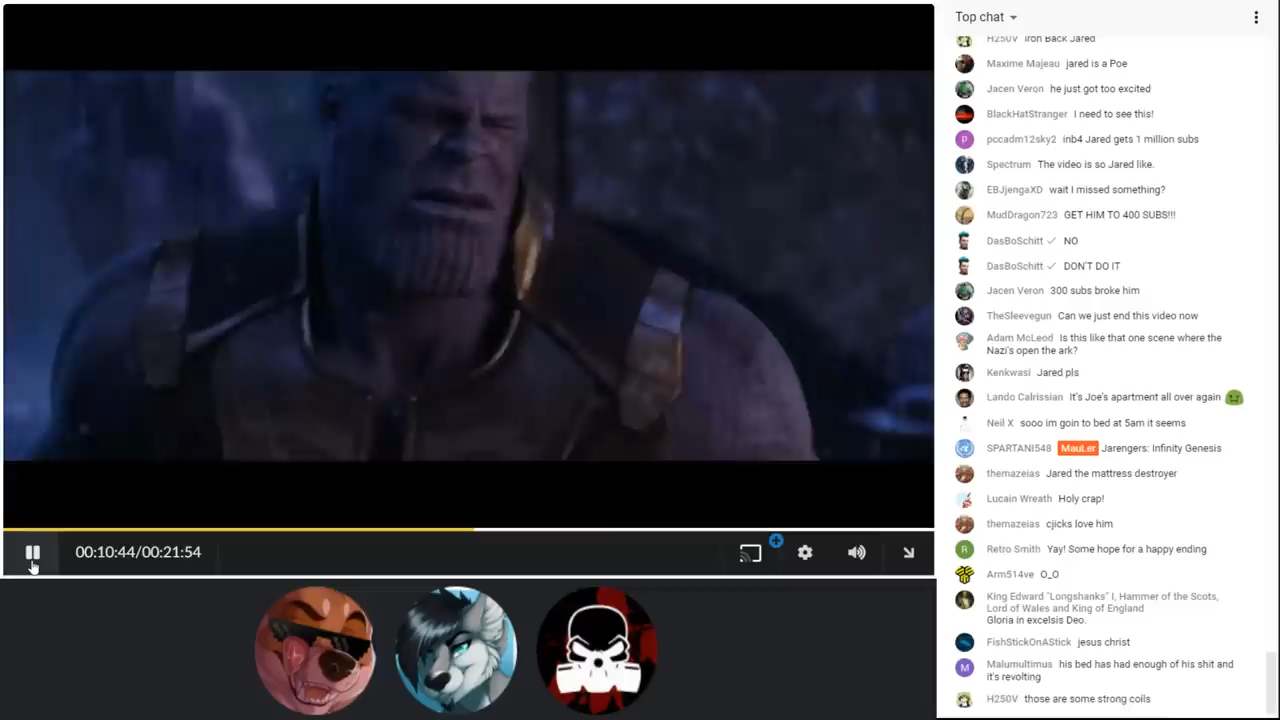 Top chat
H250V Iron Back Jared
Maxime Majeau jared is a Poe
Jacen Veron he just got too excited
BlackHatStranger I need to see this!
P pccadm12sky2 inb4 Jared gets 1 million subs
Spectrum The video is so Jared like.
EBJjengaXD wait I missed something?
MudDragon723 GET HIM TO 400 SUBS!!!
DasBoSchitt NO
DasBoSchitt DON'T DO IT
Jacen Veron 300 subs broke him
TheSleevegun Can we just end this video now
Adam McLeod Is this like that one scene where the
Nazi's open the ark?
Kenkwasi Jared pls
Lando Calrissian It's Joe's apartment all over again
Neil X sooo im goin to bed at 5am it seems
SPARTANI548 MauLer Jarengers: Infinity Genesis
themazeias Jared the mattress destroyer
Lucain Wreath Holy crap!
themazeias cjicks love him
R Retro Smith Yay! Some hope for a happy ending
Arm514ve O_O
King Edward "Longshanks" I, Hammer of the Scots,
Lord of Wales and King of England
Gloria in excelsis Deo.
FishStickOnAStick jesus christ
M Malumultimus his bed has had enough of his shit and
it's revolting
H250V those are some strong coils
00:10:44/00:21:54